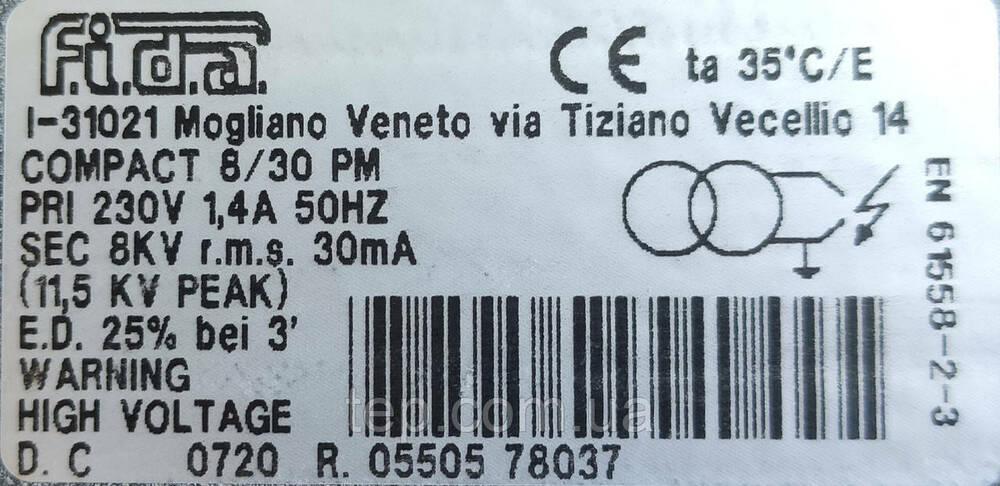 f.i.d.a.
CE ta 35°C/E
I-31021 Mogliano Veneto via Tiziano Vecellio 14
COMPACT 8/30 PM
PRI 230V 1,4A 50HZ
SEC 8KV r.m.s. 30mA
(11,5 KV PEAK)
E.D. 25% bei 3'
WARNING
HIGH VOLTAGE
D. C 0720 R. 05505 78037
EN 61558-2-3
tep.com.ua